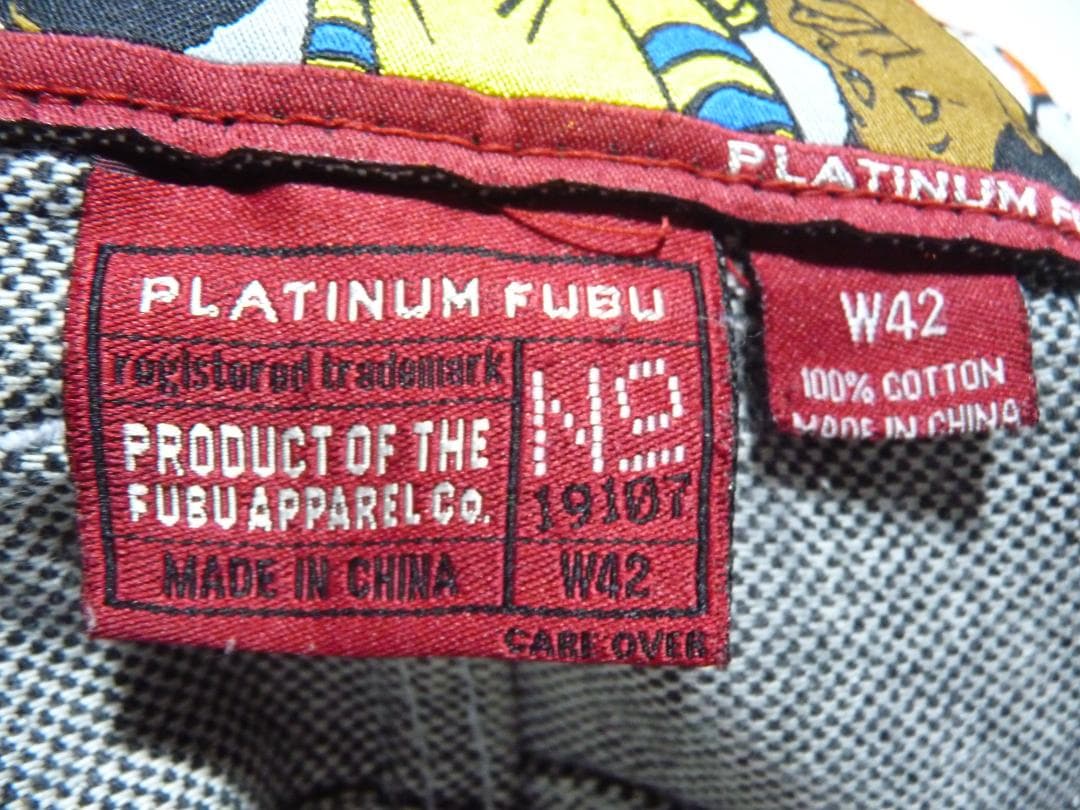 PLATINUM
PLATINUM FUBU
registered trademark
PRODUCT OF THE
FUBU APPAREL CO.
MADE IN CHINA
NO
19107
W42
CARE OVER
W42
100% COTTON
MADE IN CHINA